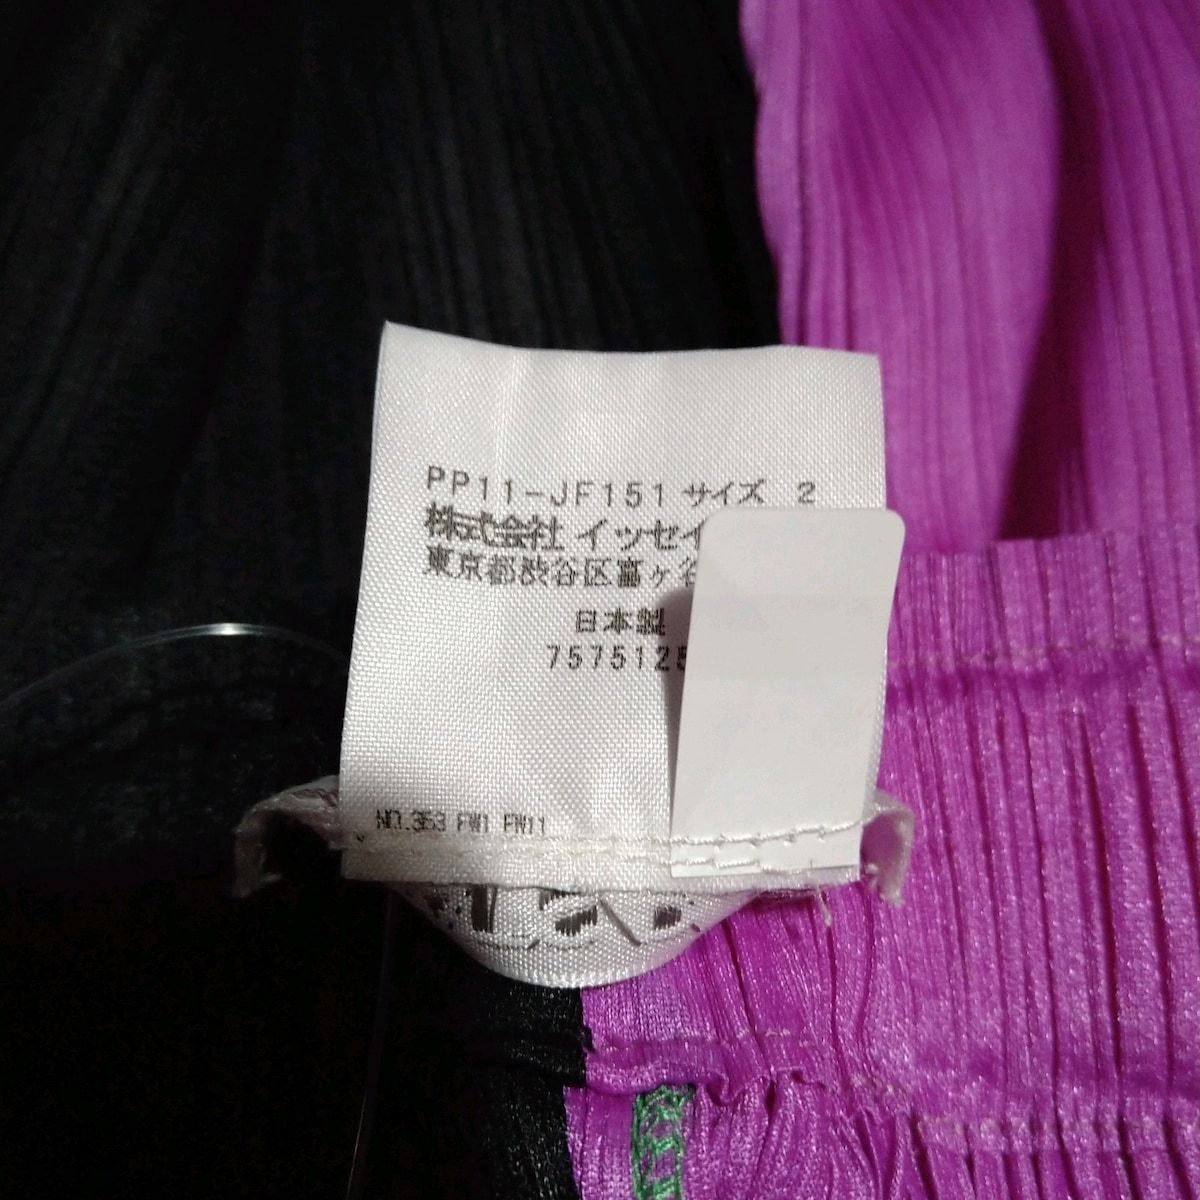 PP11-JF151 サイズ 2
株式会社 イッセイ
東京都渋谷区富ヶ谷
日本製
757512
NO.353 FW1 FW11